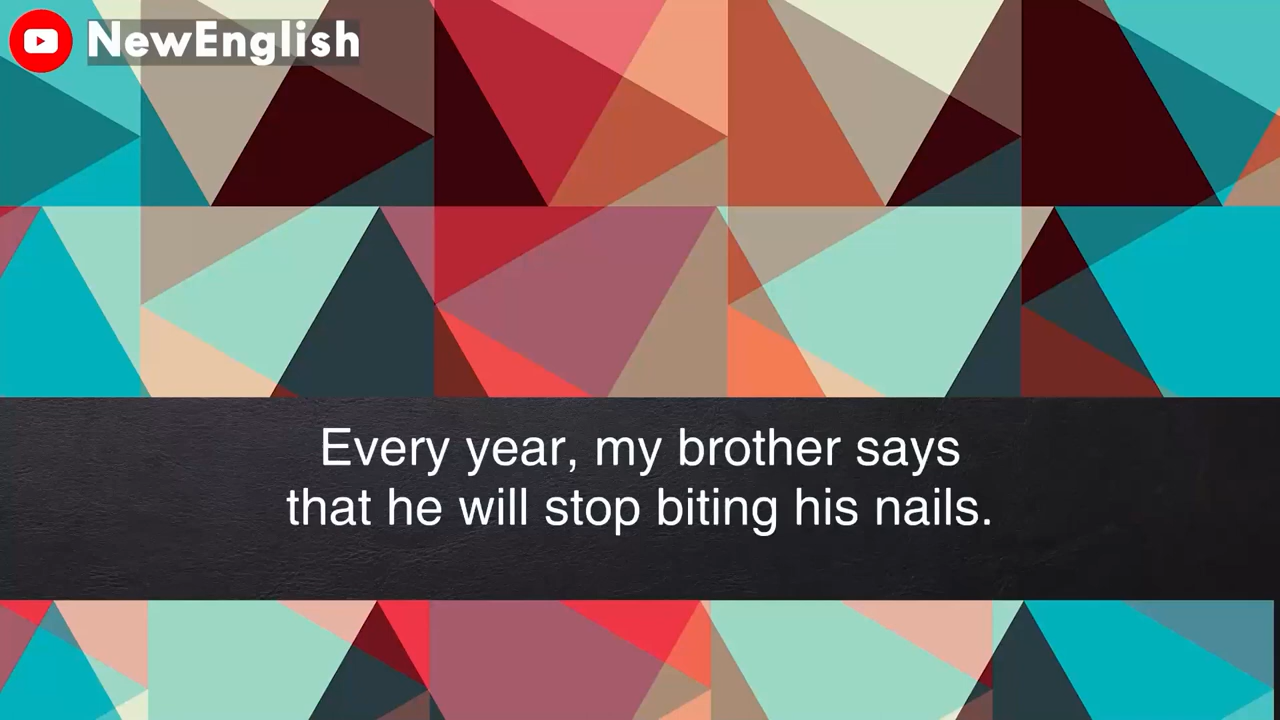 NewEnglish
Every year, my brother says
that he will stop biting his nails.